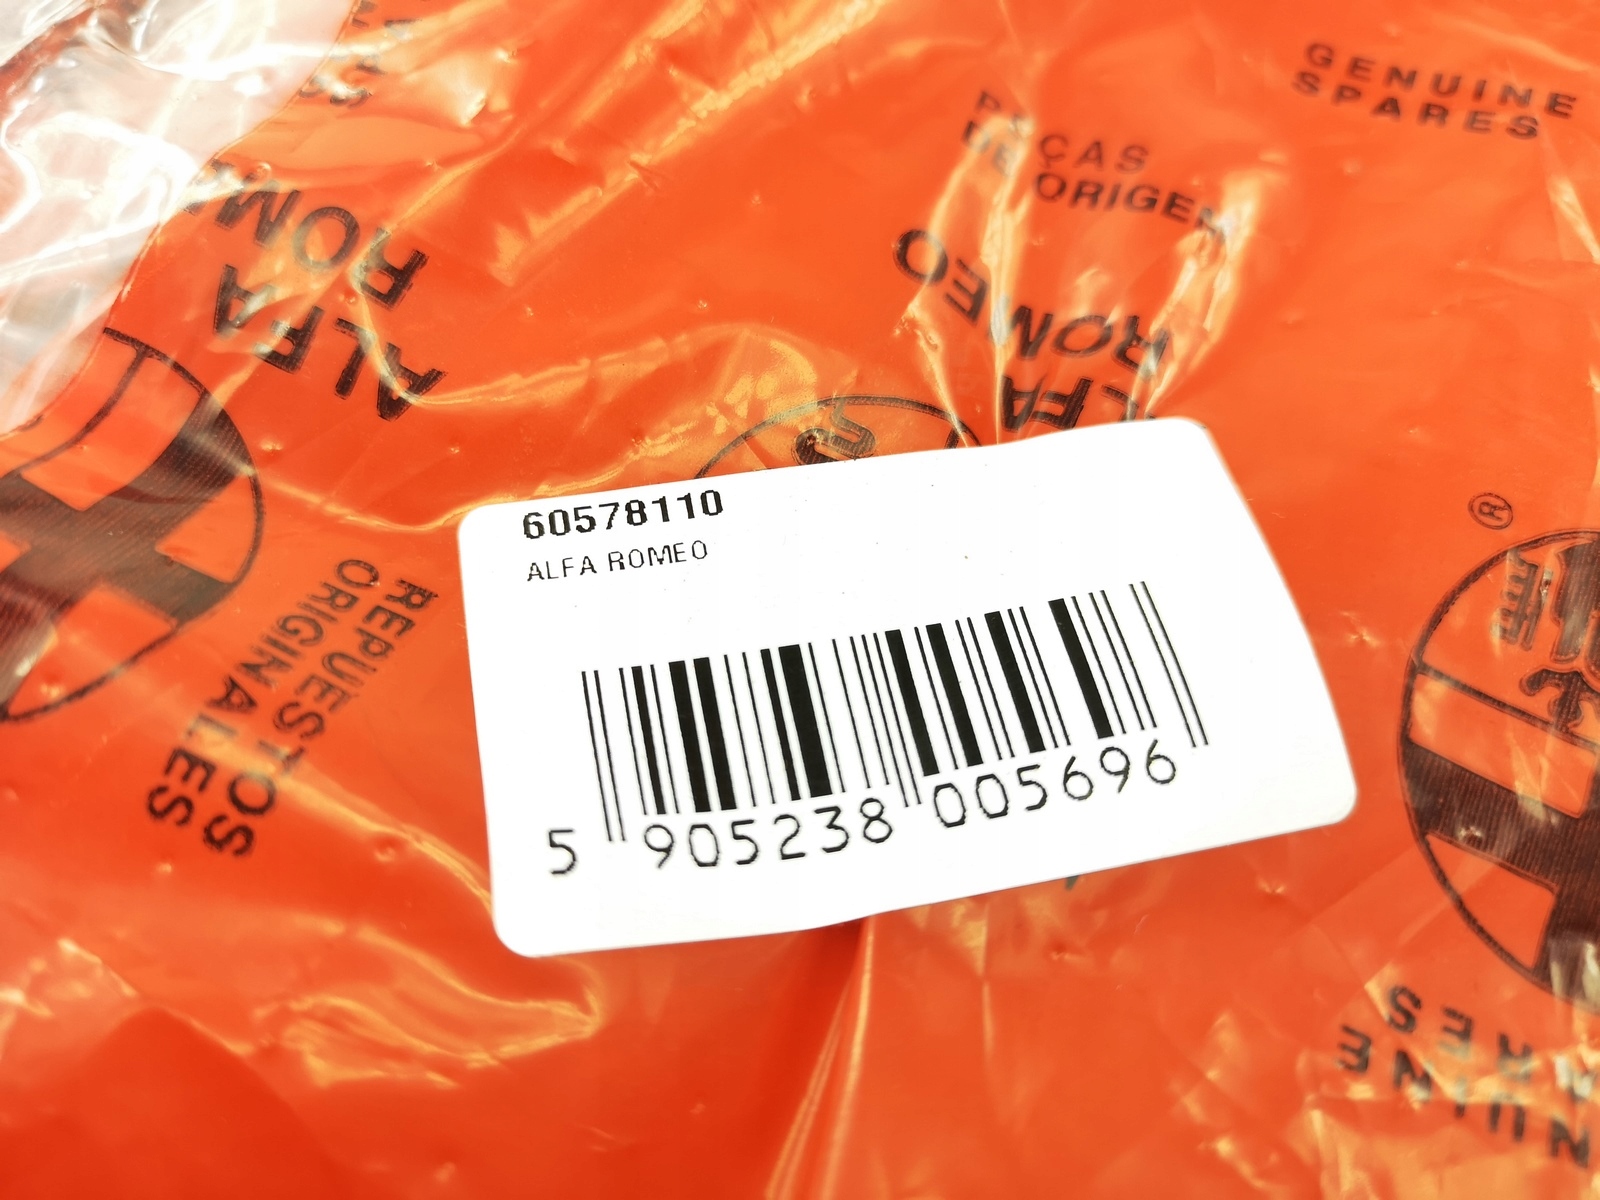 GENUINE
SPARES
PEÇAS
DE ORIGEM
ALFA
ROMEO
ALFA
ROMEO
®
60578110
ALFA ROMEO
5 905238 005696
REPUESTOS
ORIGINALES
GENUINE
SPARES